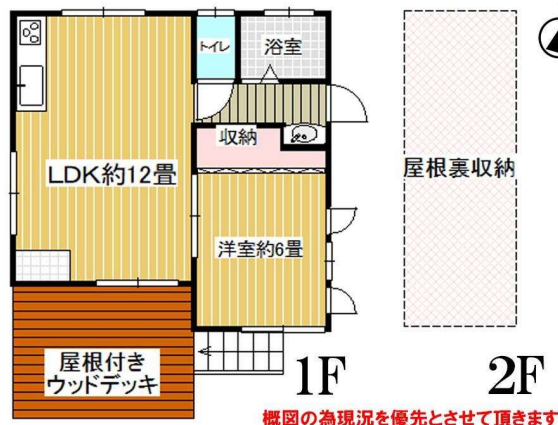 トイレ
浴室
収納
LDK約12畳
屋根裏収納
洋室約6畳
屋根付き
ウッドデッキ
1F
2F
概図の為現況を優先とさせて頂きます